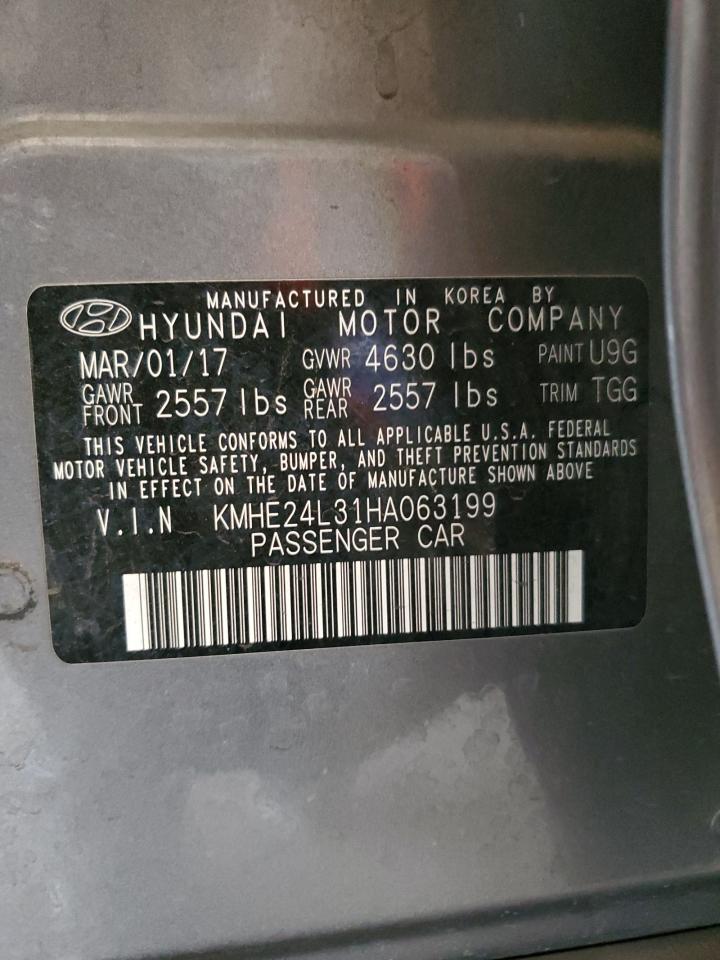 MANUFACTURED IN KOREA BY
HYUNDAI MOTOR COMPANY
MAR/01/17 GVWR 4630 lbs PAINT U9G
GAWR FRONT 2557 lbs GAWR REAR 2557 lbs TRIM TGG
THIS VEHICLE CONFORMS TO ALL APPLICABLE U.S.A. FEDERAL
MOTOR VEHICLE SAFETY, BUMPER, AND THEFT PREVENTION STANDARDS
IN EFFECT ON THE DATE OF MANUFACTURE SHOWN ABOVE
V.I.N KMHE24L31HA063199
PASSENGER CAR